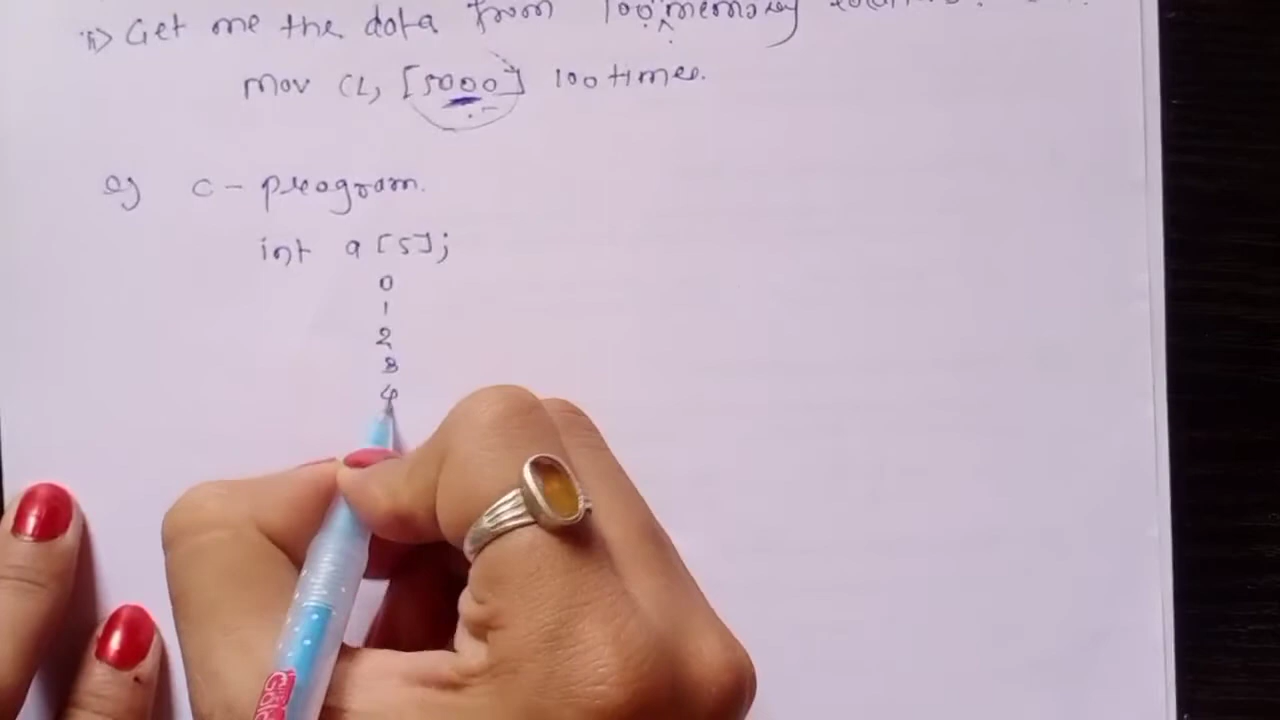 ii) Get me the data from 100 memory
mov CL, [5000] 100 times.
eg c - program.
int a[5];
0
1
2
3
4